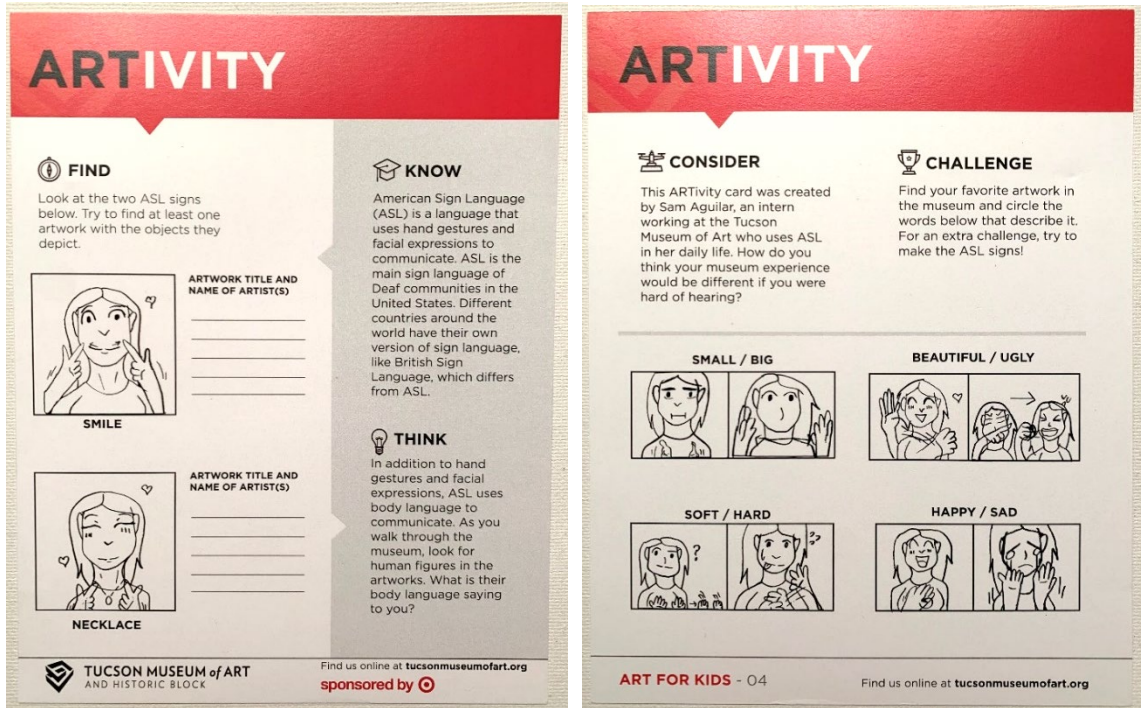 ARTIVITY
FIND
Look at the two ASL signs
below. Try to find at least one
artwork with the objects they
depict.
ARTWORK TITLE AND
NAME OF ARTIST(S)
SMILE
ARTWORK TITLE AND
NAME OF ARTIST(S)
NECKLACE
KNOW
American Sign Language
(ASL) is a language that
uses hand gestures and
facial expressions to
communicate. ASL is the
main sign language of
Deaf communities in the
United States. Different
countries around the
world have their own
version of sign language,
like British Sign
Language, which differs
from ASL.
THINK
In addition to hand
gestures and facial
expressions, ASL uses
body language to
communicate. As you
walk through the
museum, look for
human figures in the
artworks. What is their
body language saying
to you?
TUCSON MUSEUM of ART
AND HISTORIC BLOCK
Find us online at tucsonmuseumofart.org
sponsored by
ARTIVITY
CONSIDER
This ARTivity card was created
by Sam Aguilar, an intern
working at the Tucson
Museum of Art who uses ASL
in her daily life. How do you
think your museum experience
would be different if you were
hard of hearing?
CHALLENGE
Find your favorite artwork in
the museum and circle the
words below that describe it.
For an extra challenge, try to
make the ASL signs!
SMALL / BIG
BEAUTIFUL / UGLY
SOFT / HARD
?
??
HAPPY / SAD
ART FOR KIDS - 04
Find us online at tucsonmuseumofart.org